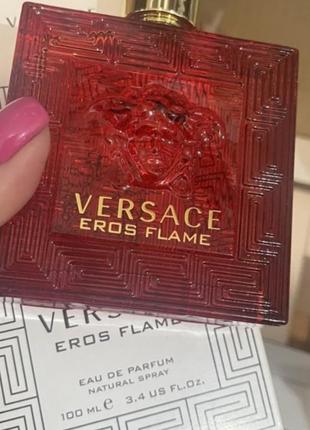 VERSACE
EROS FLAME
VERS
EROS FLAME
EAU DE PARFUM
NATURAL SPRAY
100 ML e 3.4 US FL.OZ.